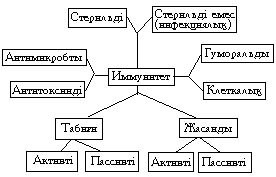 Стерильді
Стерильді емес
(инфекциялық)
Антимикробты
Гуморальды
Иммунитет
Антитоксинді
Клеткалық
Табиғи
Жасанды
Активті
Пассивті
Активті
Пассивті